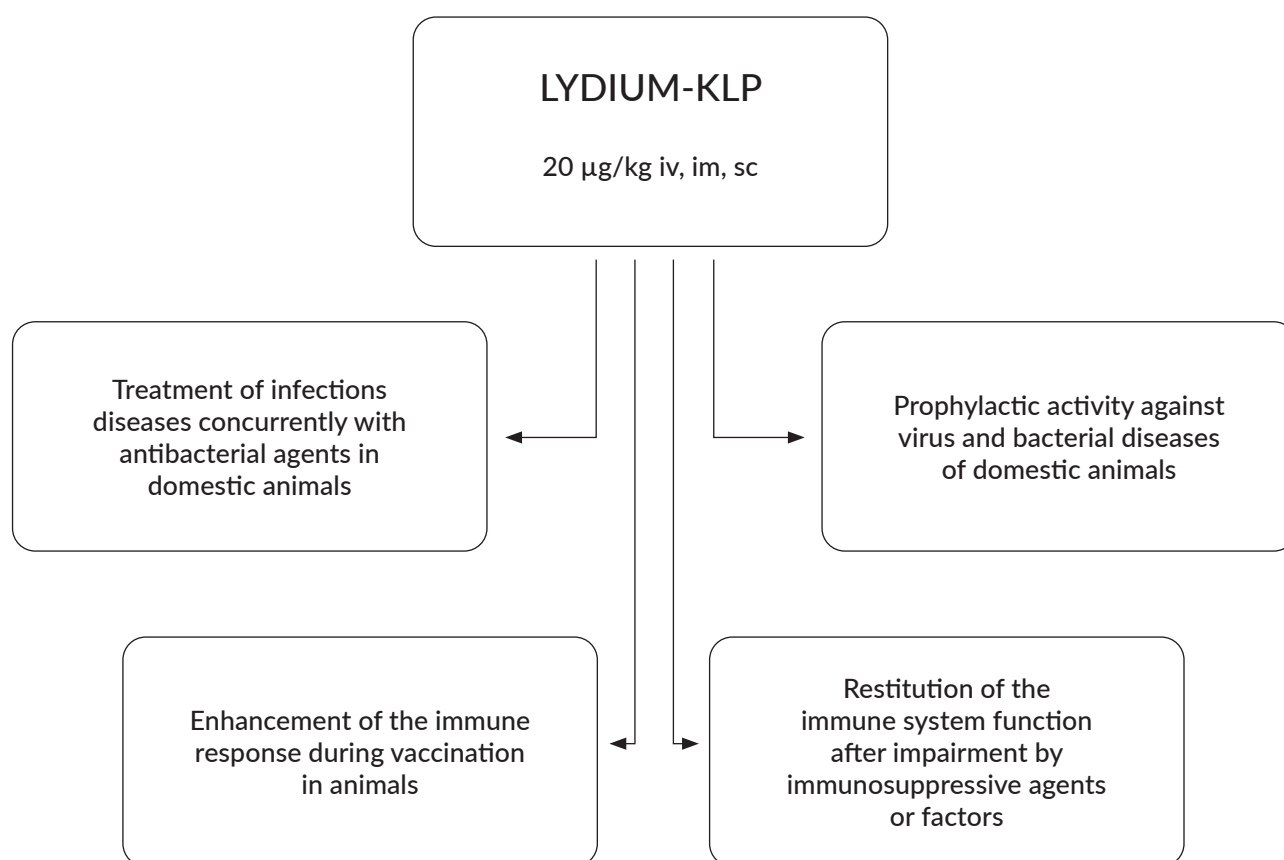 LYDIUM-KLP
20 µg/kg iv, im, sc
Treatment of infections
diseases concurrently with
antibacterial agents in
domestic animals
Prophylactic activity against
virus and bacterial diseases
of domestic animals
Enhancement of the immune
response during vaccination
in animals
Restitution of the
immune system function
after impairment by
immunosuppressive agents
or factors